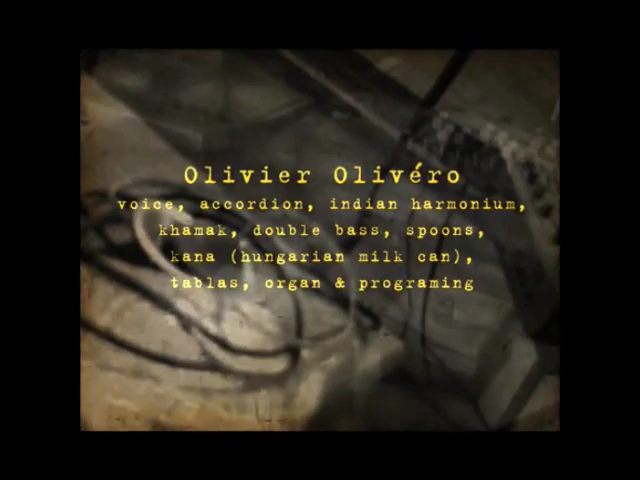 Olivier Olivéro
voice, accordion, indian harmonium,
khamak, double bass, spoons,
kana (hungarian milk can),
tablas, organ & programing